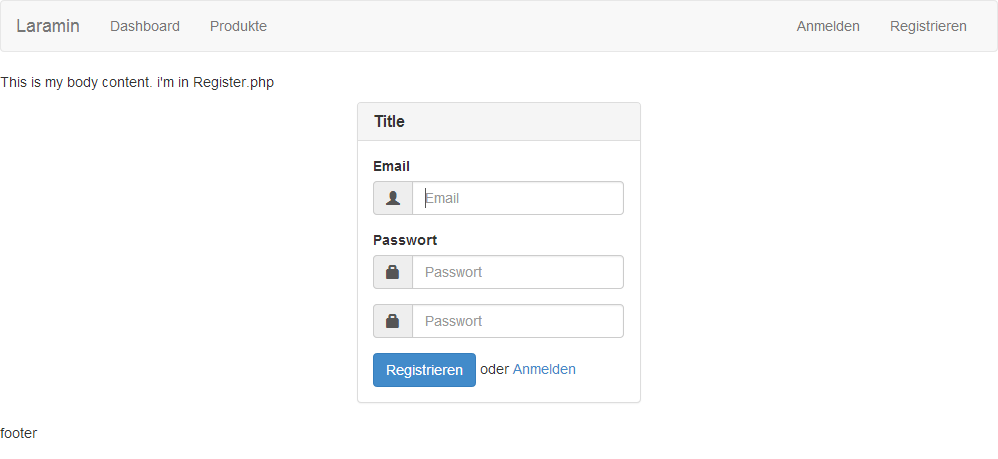 Laramin Dashboard Produkte Anmelden Registrieren
This is my body content. i'm in Register.php
Title
Email
Email
Passwort
Passwort
Passwort
Registrieren oder Anmelden
footer